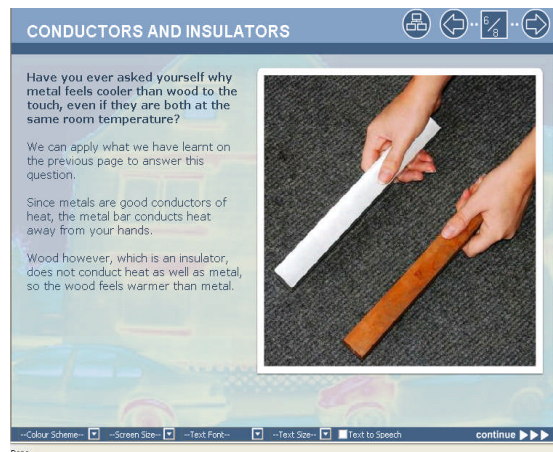 CONDUCTORS AND INSULATORS
6/8
Have you ever asked yourself why
metal feels cooler than wood to the
touch, even if they are both at the
same room temperature?
We can apply what we have learnt on
the previous page to answer this
question.
Since metals are good conductors of
heat, the metal bar conducts heat
away from your hands.
Wood however, which is an insulator,
does not conduct heat as well as metal,
so the wood feels warmer than metal.
--Colour Scheme-- --Screen Size-- --Text Font-- --Text Size-- Text to Speech continue